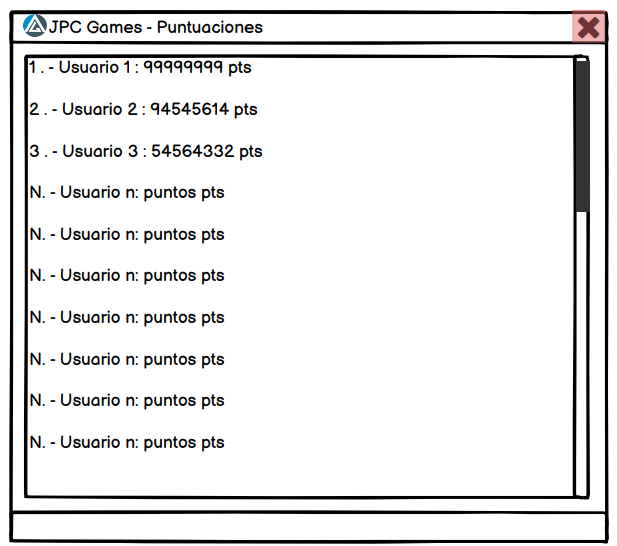 JPC Games - Puntuaciones
1 . - Usuario 1 : 99999999 pts
2 . - Usuario 2 : 94545614 pts
3 . - Usuario 3 : 54564332 pts
N. - Usuario n: puntos pts
N. - Usuario n: puntos pts
N. - Usuario n: puntos pts
N. - Usuario n: puntos pts
N. - Usuario n: puntos pts
N. - Usuario n: puntos pts
N. - Usuario n: puntos pts